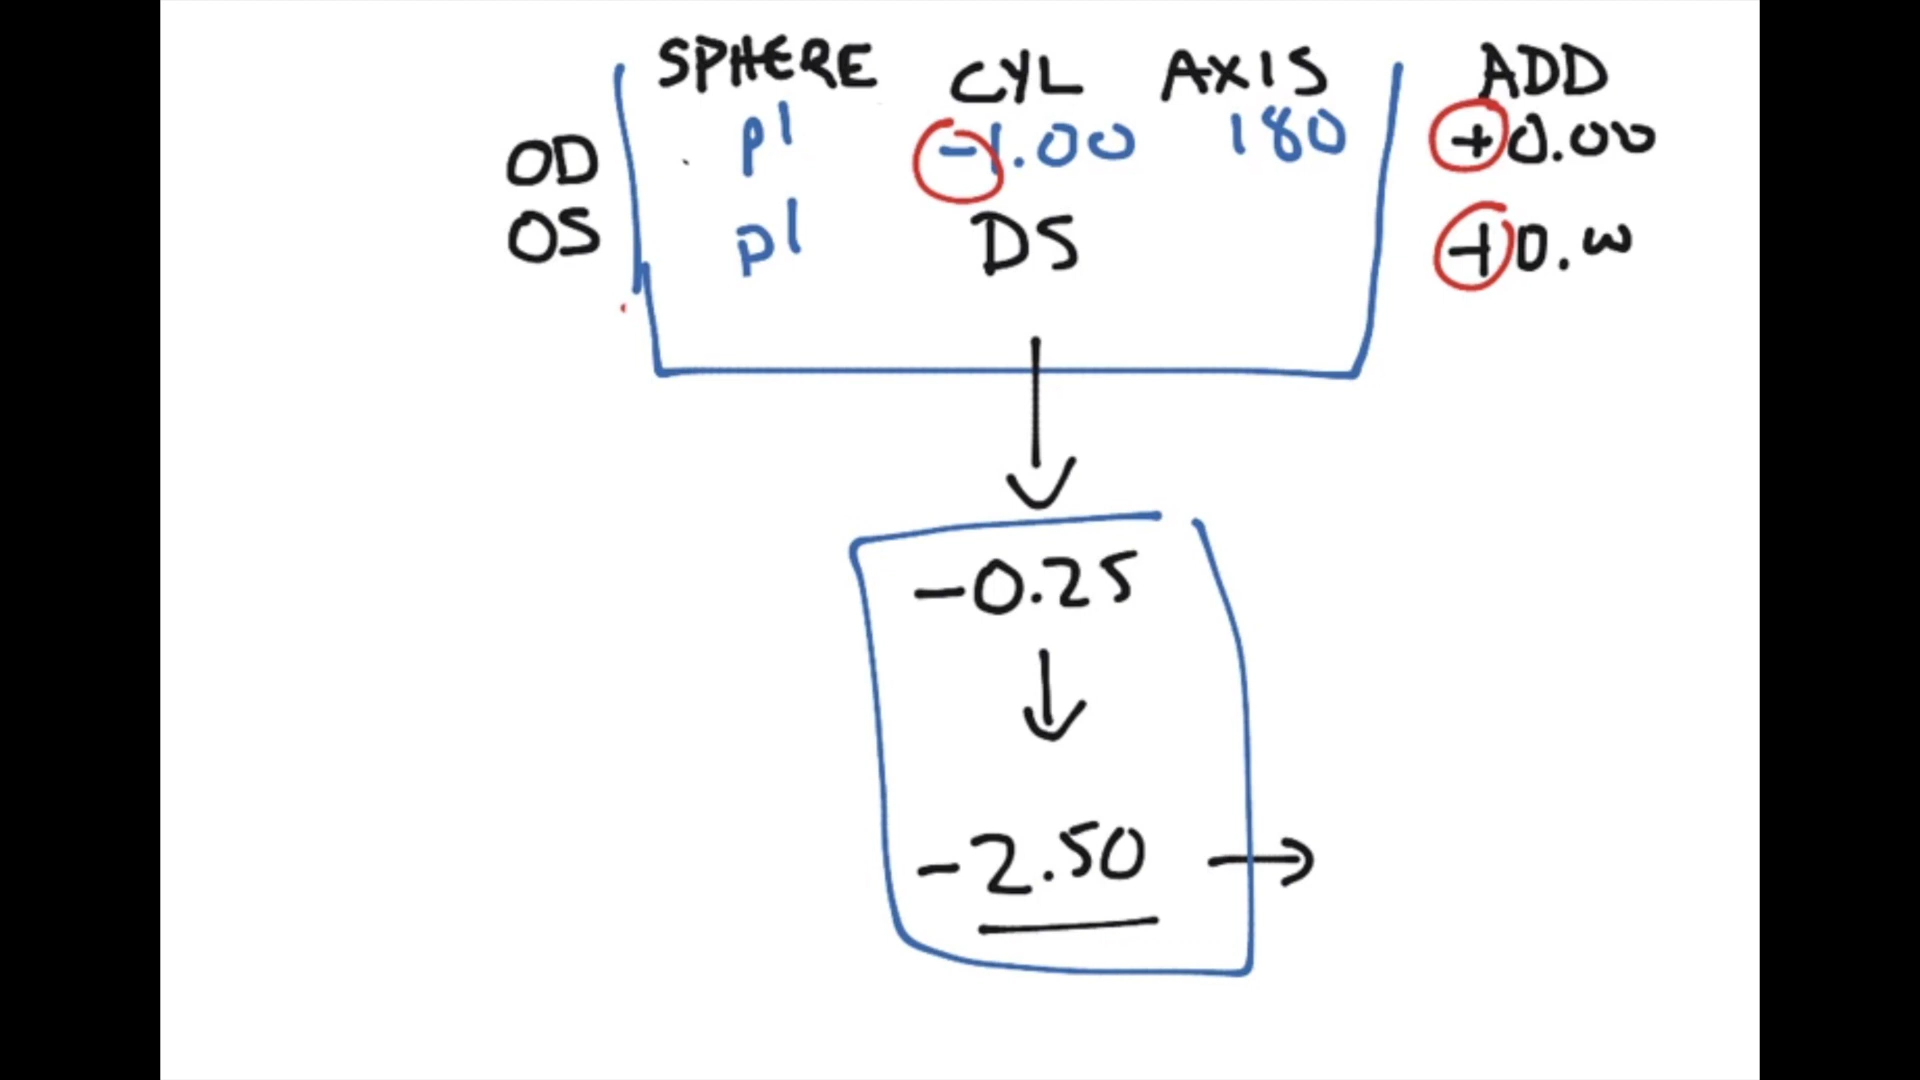 SPHERE CYL AXIS ADD
OD pl -1.00 180 +0.00
OS pl DS +0.00
-0.25
-2.50